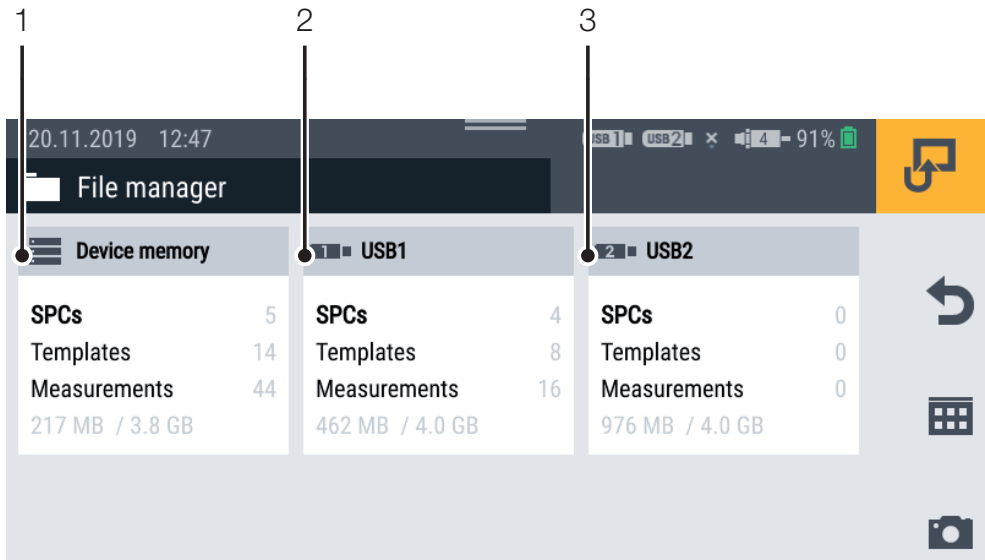 1 2 3
20.11.2019 12:47 USB 1 USB 2 4 91%
File manager
Device memory
SPCs 5
Templates 14
Measurements 44
217 MB / 3.8 GB
1 USB1
SPCs 4
Templates 8
Measurements 16
462 MB / 4.0 GB
2 USB2
SPCs 0
Templates 0
Measurements 0
976 MB / 4.0 GB